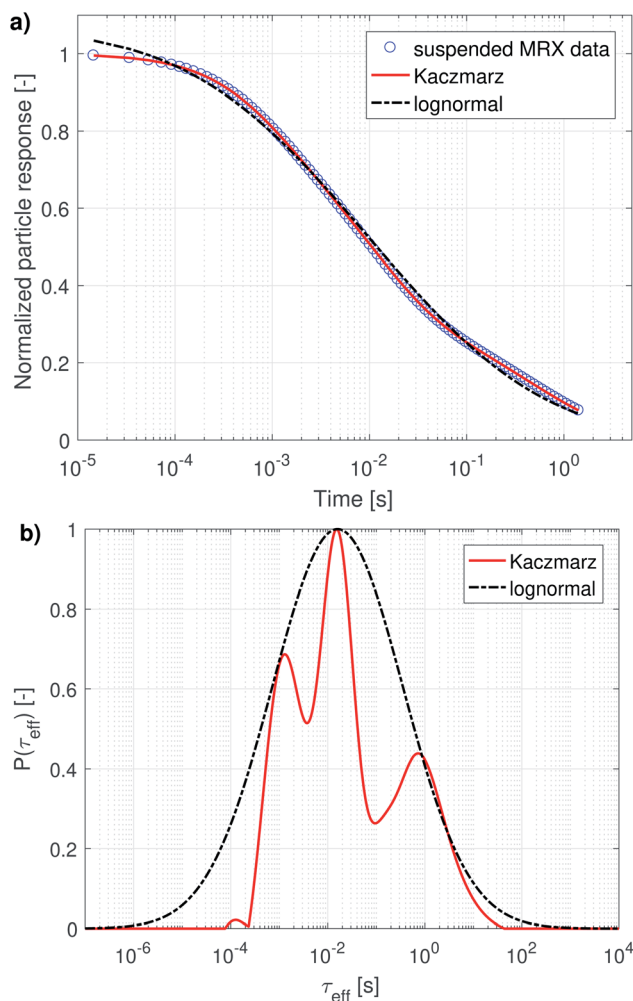 a)
1
0.8
0.6
0.4
0.2
0
Normalized particle response [-]
suspended MRX data
Kaczmarz
lognormal
10^-5
10^-4
10^-3
10^-2
10^-1
10^0
Time [s]
b)
1
0.8
0.6
0.4
0.2
0
P(τ_eff) [-]
Kaczmarz
lognormal
10^-6
10^-4
10^-2
10^0
10^2
10^4
τ_eff [s]